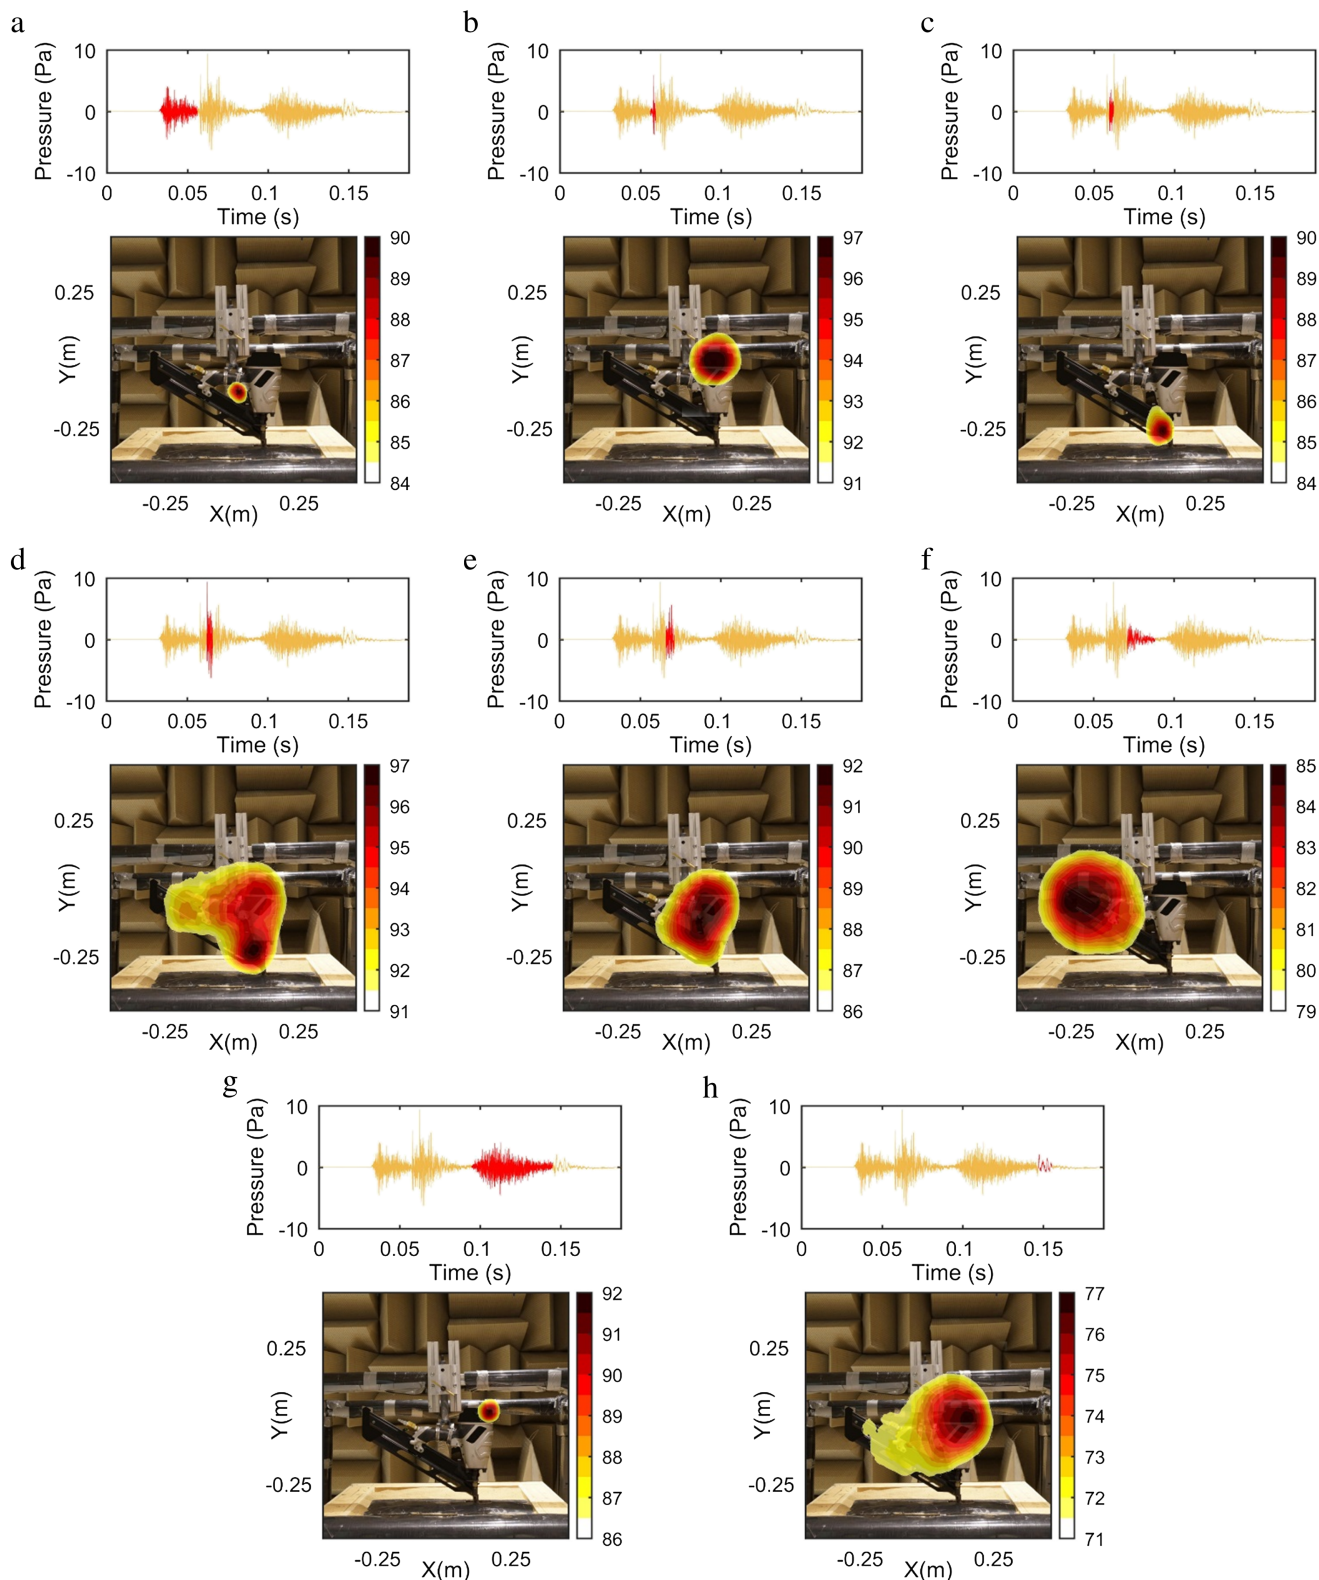 a
b
c
10
0
-10
Pressure (Pa)
0 0.05 0.1 0.15
Time (s)
10
0
-10
Pressure (Pa)
0 0.05 0.1 0.15
Time (s)
10
0
-10
Pressure (Pa)
0 0.05 0.1 0.15
Time (s)
0.25
-0.25
Y(m)
-0.25 0.25
X(m)
90
89
88
87
86
85
84
0.25
-0.25
Y(m)
-0.25 0.25
X(m)
97
96
95
94
93
92
91
0.25
-0.25
Y(m)
-0.25 0.25
X(m)
90
89
88
87
86
85
84
d
e
f
10
0
-10
Pressure (Pa)
0 0.05 0.1 0.15
Time (s)
10
0
-10
Pressure (Pa)
0 0.05 0.1 0.15
Time (s)
10
0
-10
Pressure (Pa)
0 0.05 0.1 0.15
Time (s)
0.25
-0.25
Y(m)
-0.25 0.25
X(m)
97
96
95
94
93
92
91
0.25
-0.25
Y(m)
-0.25 0.25
X(m)
92
91
90
89
88
87
86
0.25
-0.25
Y(m)
-0.25 0.25
X(m)
85
84
83
82
81
80
79
g
h
10
0
-10
Pressure (Pa)
0 0.05 0.1 0.15
Time (s)
10
0
-10
Pressure (Pa)
0 0.05 0.1 0.15
Time (s)
0.25
-0.25
Y(m)
-0.25 0.25
X(m)
92
91
90
89
88
87
86
0.25
-0.25
Y(m)
-0.25 0.25
X(m)
77
76
75
74
73
72
71